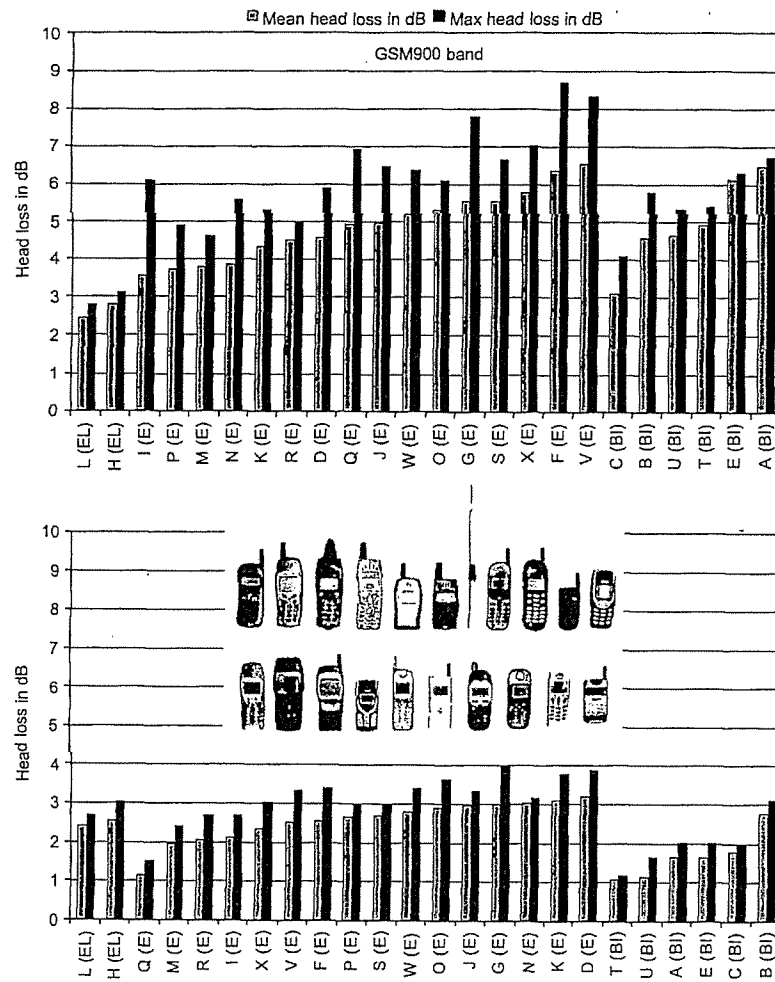 Mean head loss in dB Max head loss in dB
GSM900 band
10
9
8
7
6
5
4
3
2
1
0
Head loss in dB
L (EL)
H (EL)
I (E)
P (E)
M (E)
N (E)
K (E)
R (E)
D (E)
Q (E)
J (E)
W (E)
O (E)
G (E)
S (E)
X (E)
F (E)
V (E)
C (BI)
B (BI)
U (BI)
T (BI)
E (BI)
A (BI)
10
9
8
7
6
5
4
3
2
1
0
Head loss in dB
L (EL)
H (EL)
Q (E)
M (E)
R (E)
I (E)
X (E)
V (E)
F (E)
P (E)
S (E)
W (E)
O (E)
J (E)
G (E)
N (E)
K (E)
D (E)
T (BI)
U (BI)
A (BI)
E (BI)
C (BI)
B (BI)